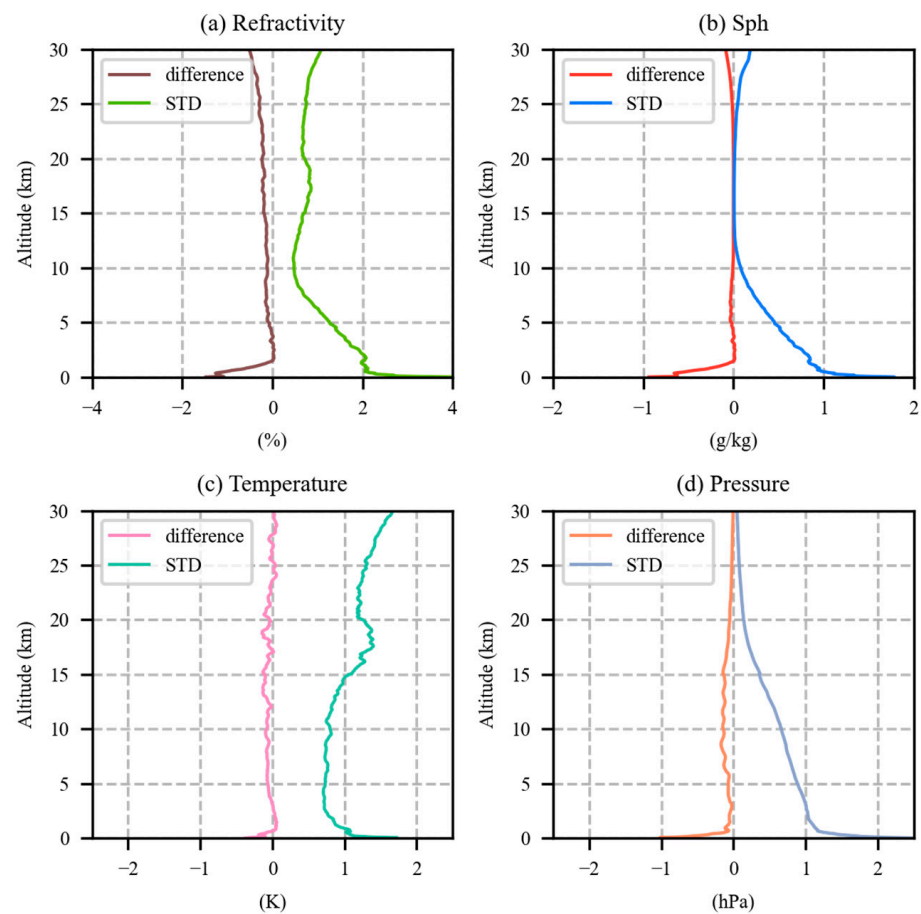 (a) Refractivity
30
25
20
15
10
5
0
Altitude (km)
difference
STD
−4 −2 0 2 4
(%)
(b) Sph
30
25
20
15
10
5
0
Altitude (km)
difference
STD
−2 −1 0 1 2
(g/kg)
(c) Temperature
30
25
20
15
10
5
0
Altitude (km)
difference
STD
−2 −1 0 1 2
(K)
(d) Pressure
30
25
20
15
10
5
0
Altitude (km)
difference
STD
−2 −1 0 1 2
(hPa)